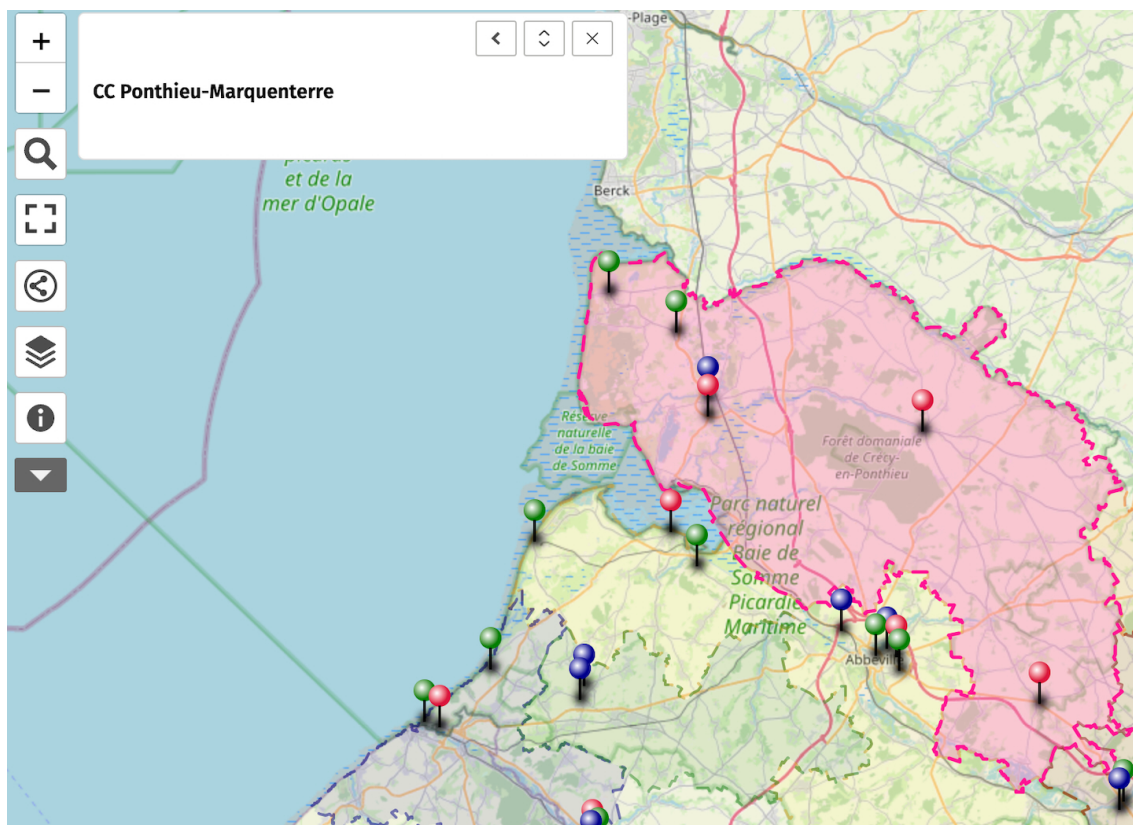 -Plage
CC Ponthieu-Marquenterre
et de la
mer d'Opale
Berck
Réserve
naturelle
de la baie
de Somme
Forêt domaniale
de Crécy-
en-Ponthieu
Parc naturel
régional
Baie de
Somme
Picardie
Maritime
Abbeville